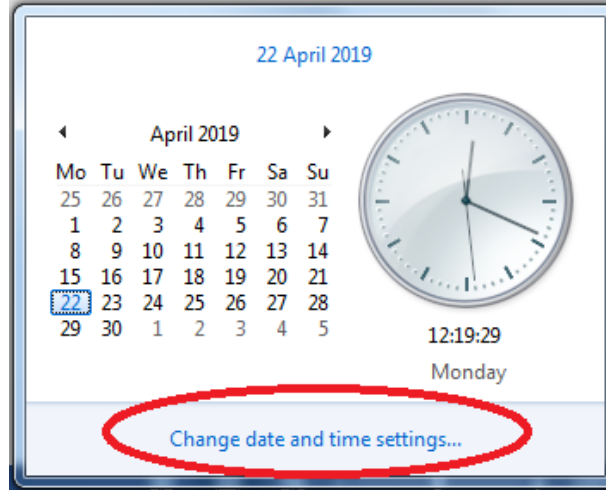 22 April 2019
April 2019
Mo Tu We Th Fr Sa Su
25 26 27 28 29 30 31
1 2 3 4 5 6 7
8 9 10 11 12 13 14
15 16 17 18 19 20 21
22 23 24 25 26 27 28
29 30 1 2 3 4 5
12:19:29
Monday
Change date and time settings...